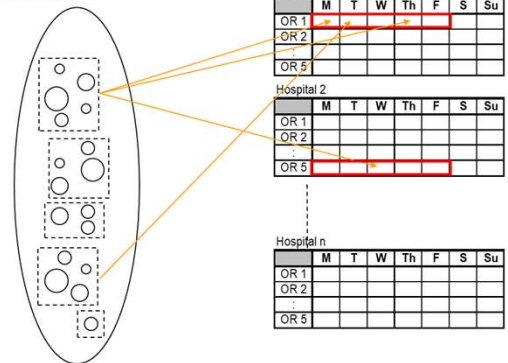 M T W Th F S Su
OR 1
OR 2
:
OR 5
Hospital 2
M T W Th F S Su
OR 1
OR 2
:
OR 5
Hospital n
M T W Th F S Su
OR 1
OR 2
:
OR 5